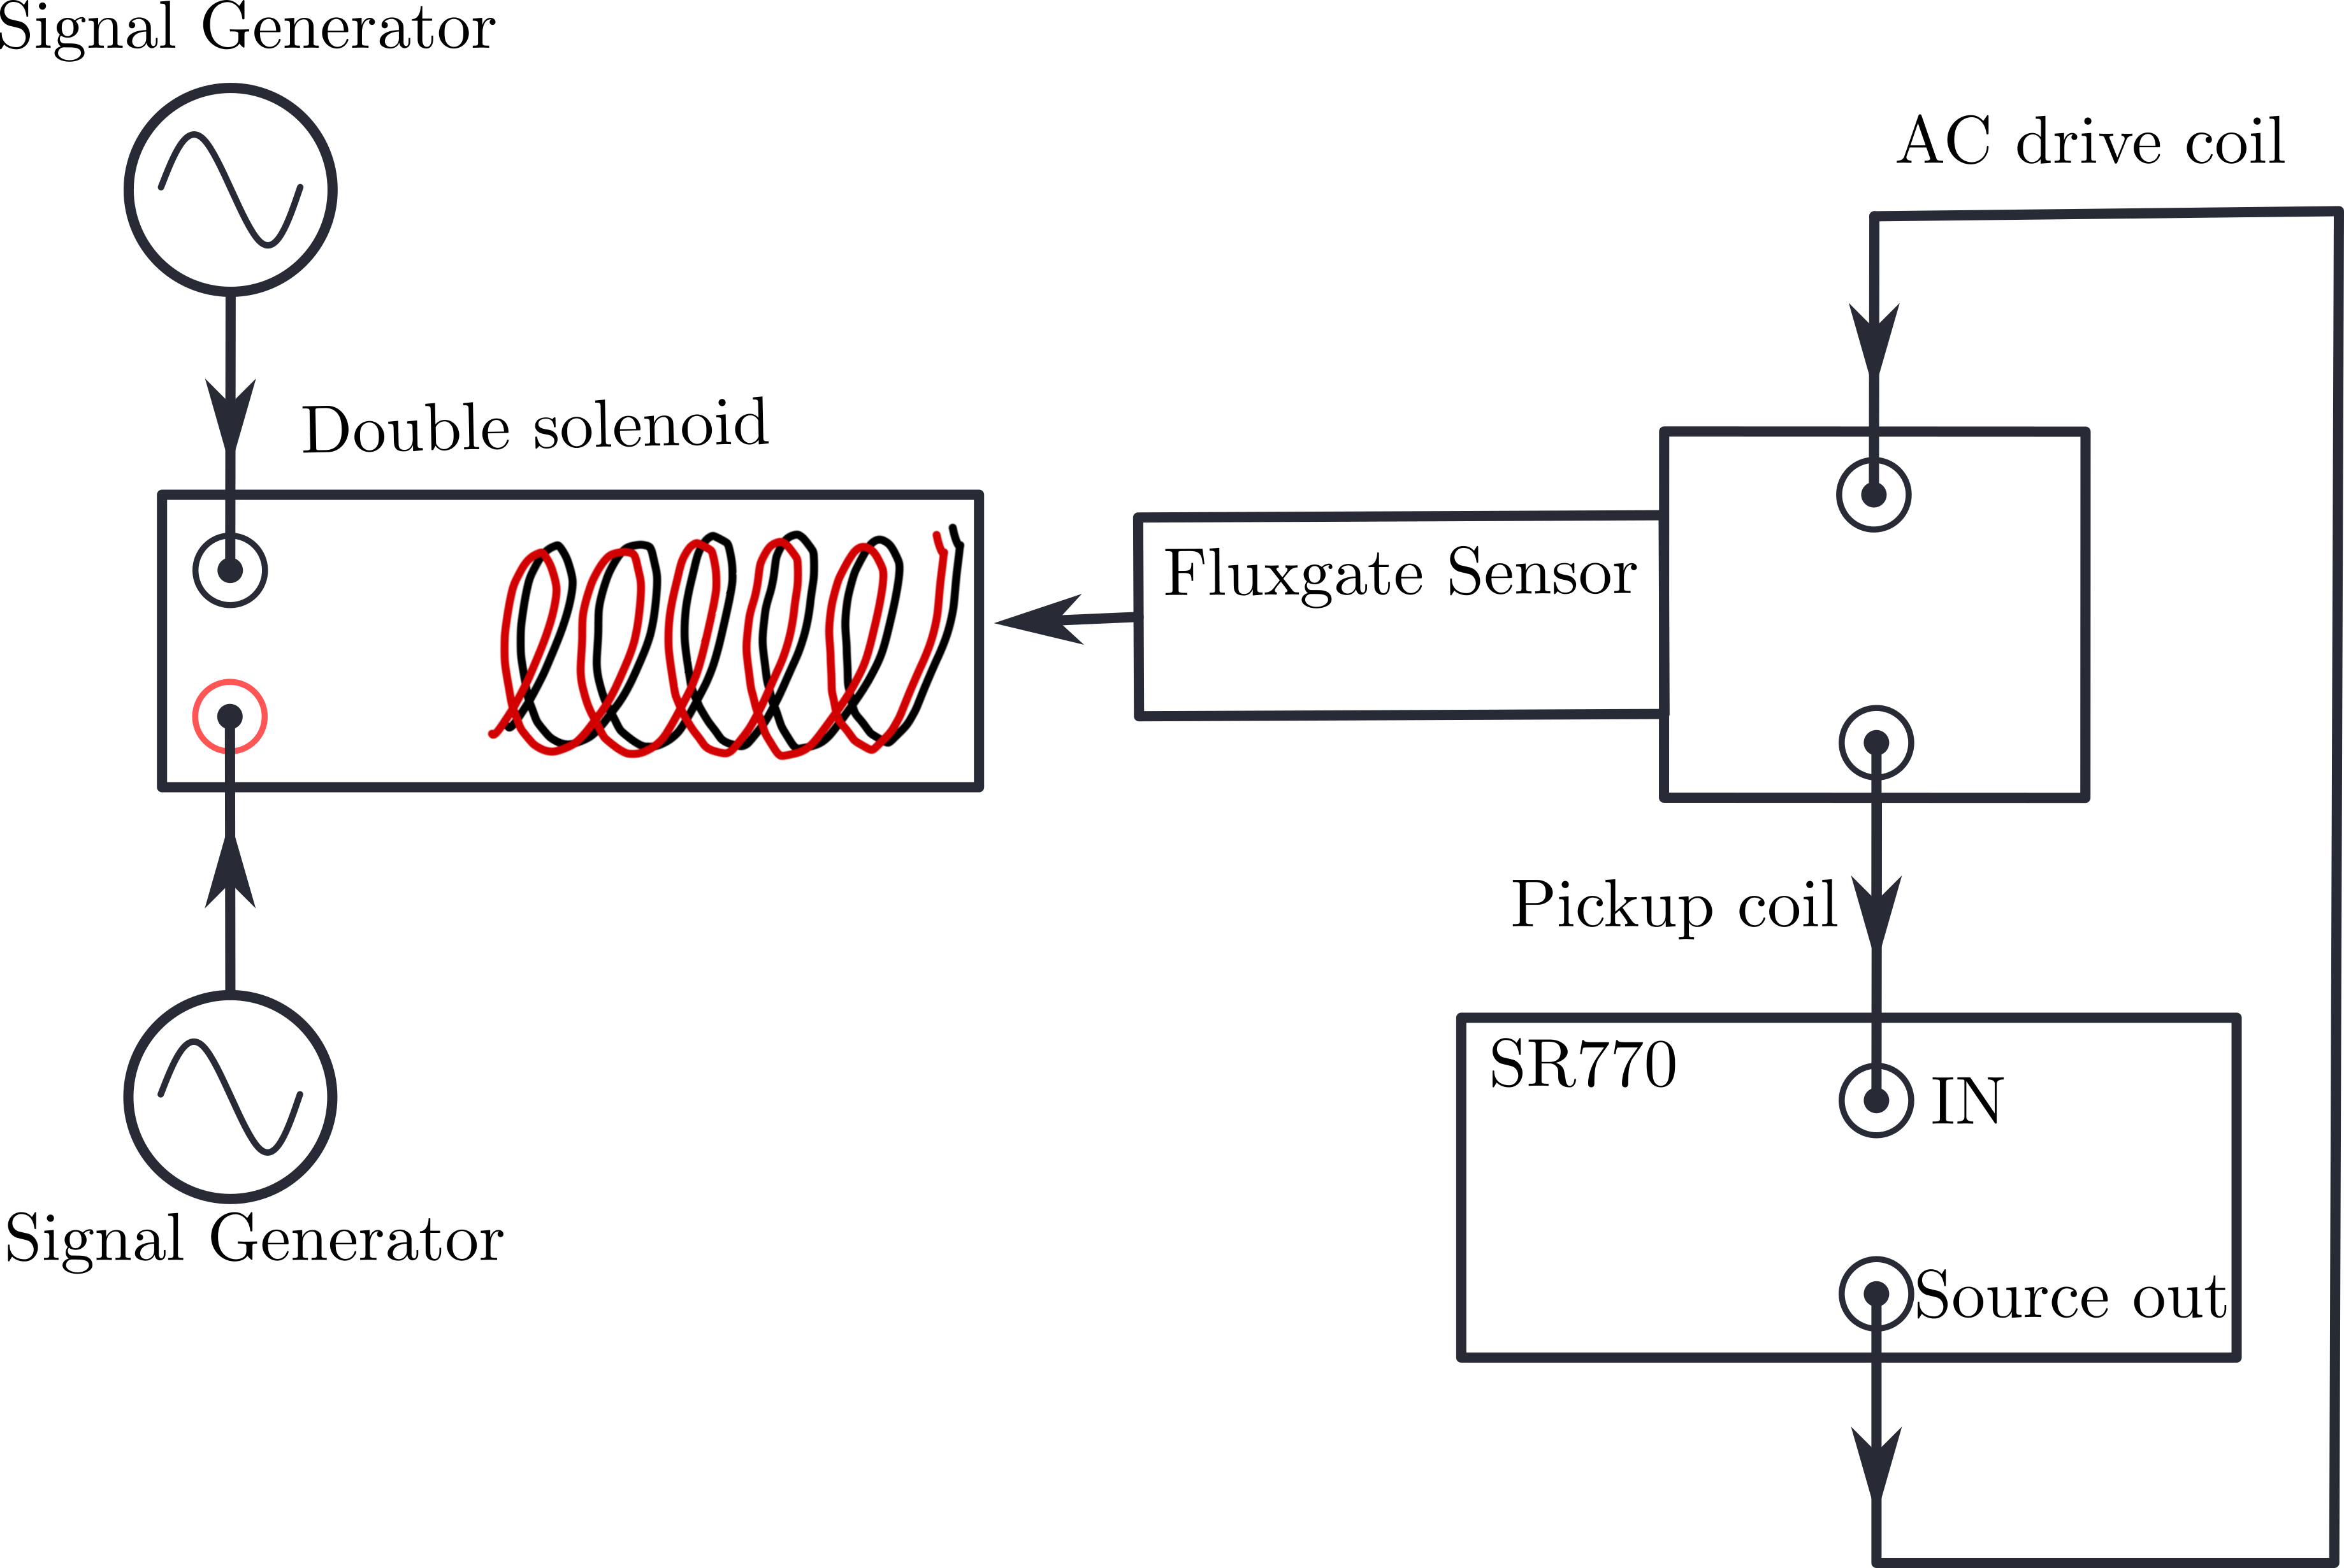 Signal Generator
AC drive coil
Double solenoid
Fluxgate Sensor
Pickup coil
SR770
IN
Signal Generator
Source out